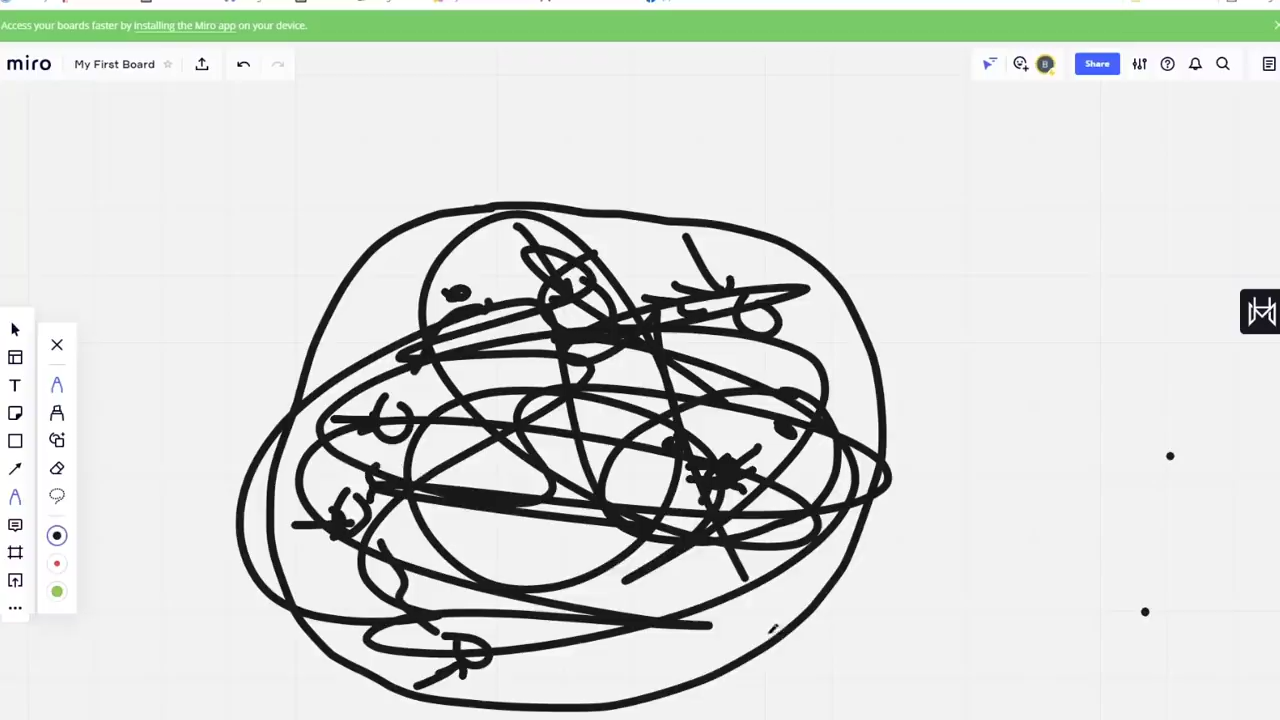 Access your boards faster by installing the Miro app on your device.
miro
My First Board
B
Share
T